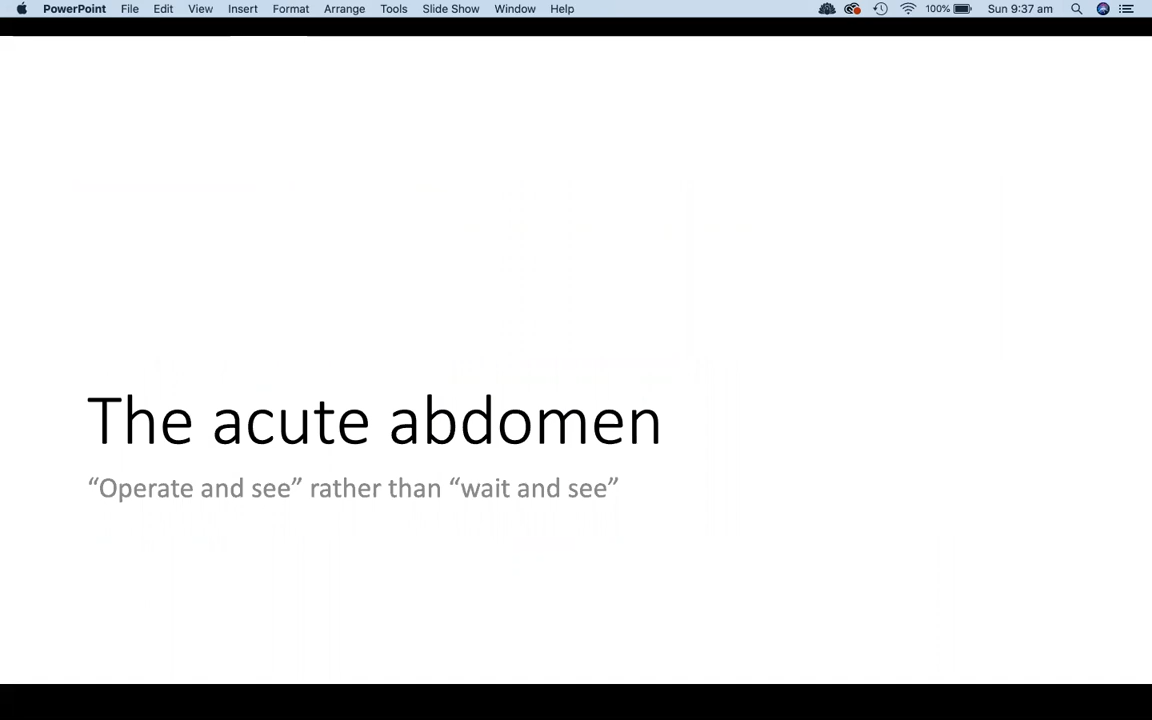 PowerPoint File Edit View Insert Format Arrange Tools Slide Show Window Help 100% Sun 9:37 am
The acute abdomen
“Operate and see” rather than “wait and see”